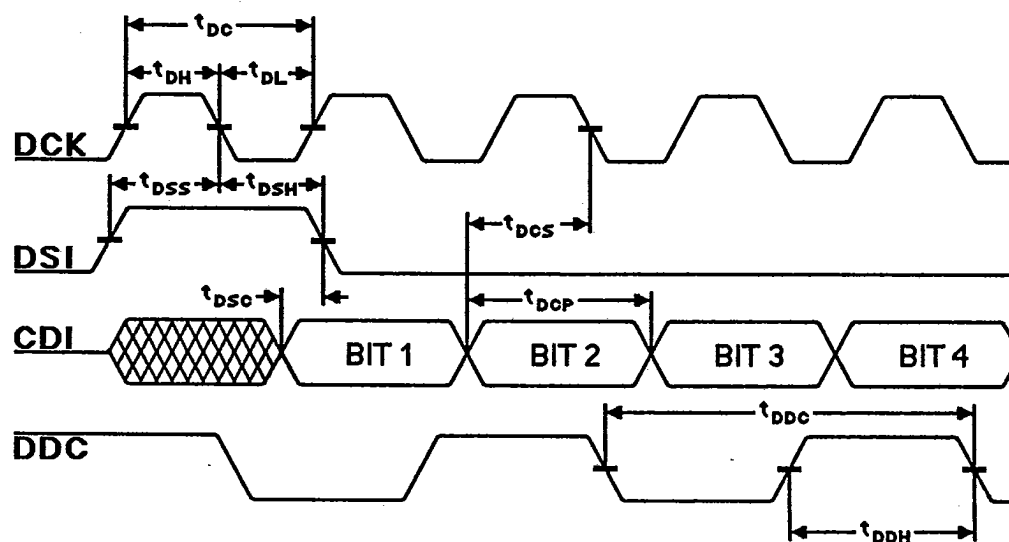 tDC
tDH tDL
DCK
tDSS tDSH
tDCS
DSI
tDSC tDCP
CDI BIT 1 BIT 2 BIT 3 BIT 4
tDDC
DDC
tDDH